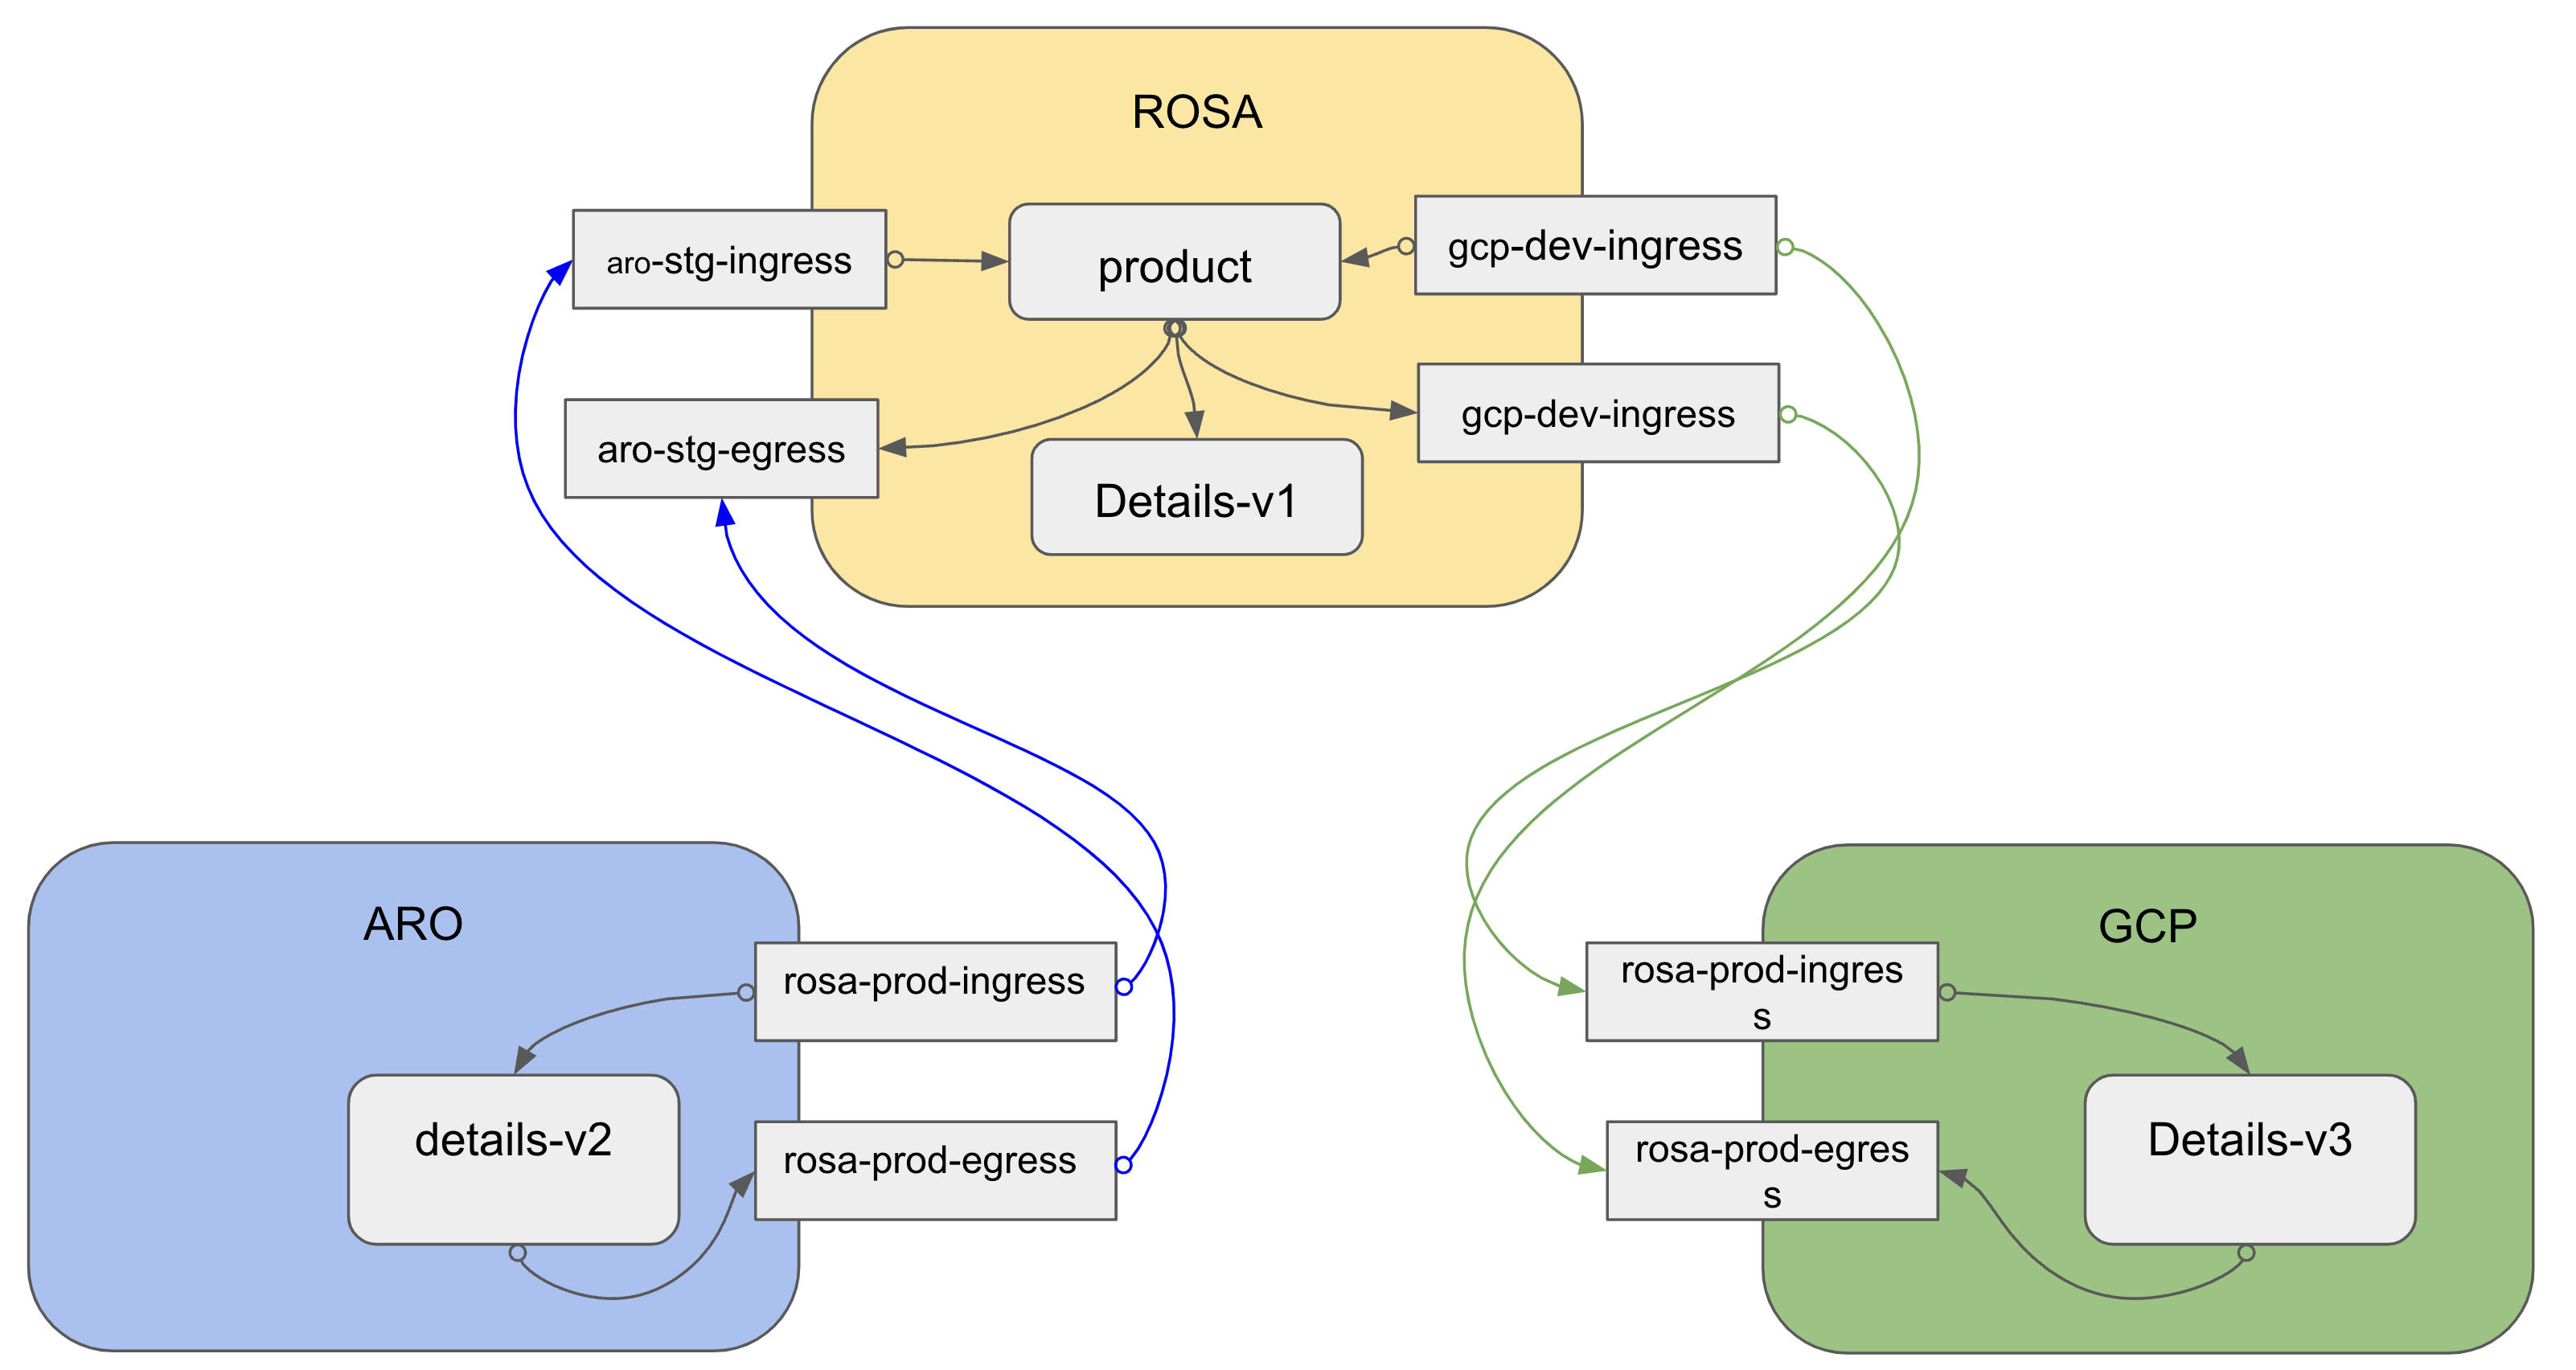 ROSA
aro-stg-ingress
product
gcp-dev-ingress
aro-stg-egress
gcp-dev-ingress
Details-v1
ARO
rosa-prod-ingress
details-v2
rosa-prod-egress
GCP
rosa-prod-ingres
s
Details-v3
rosa-prod-egres
s